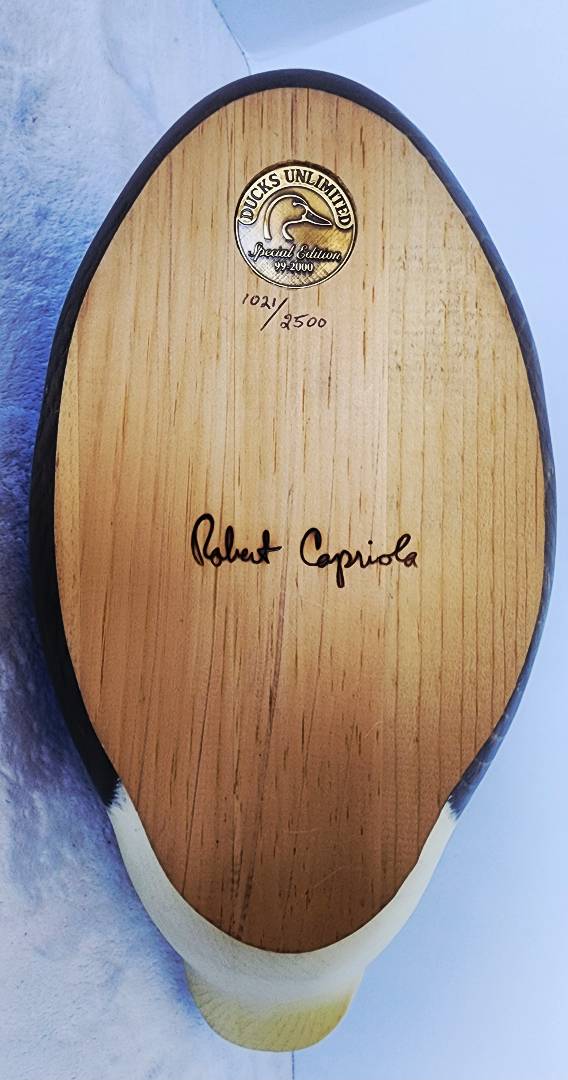 DUCKS UNLIMITED
Special Edition
99-2000
1021/2500
Robert Capriola